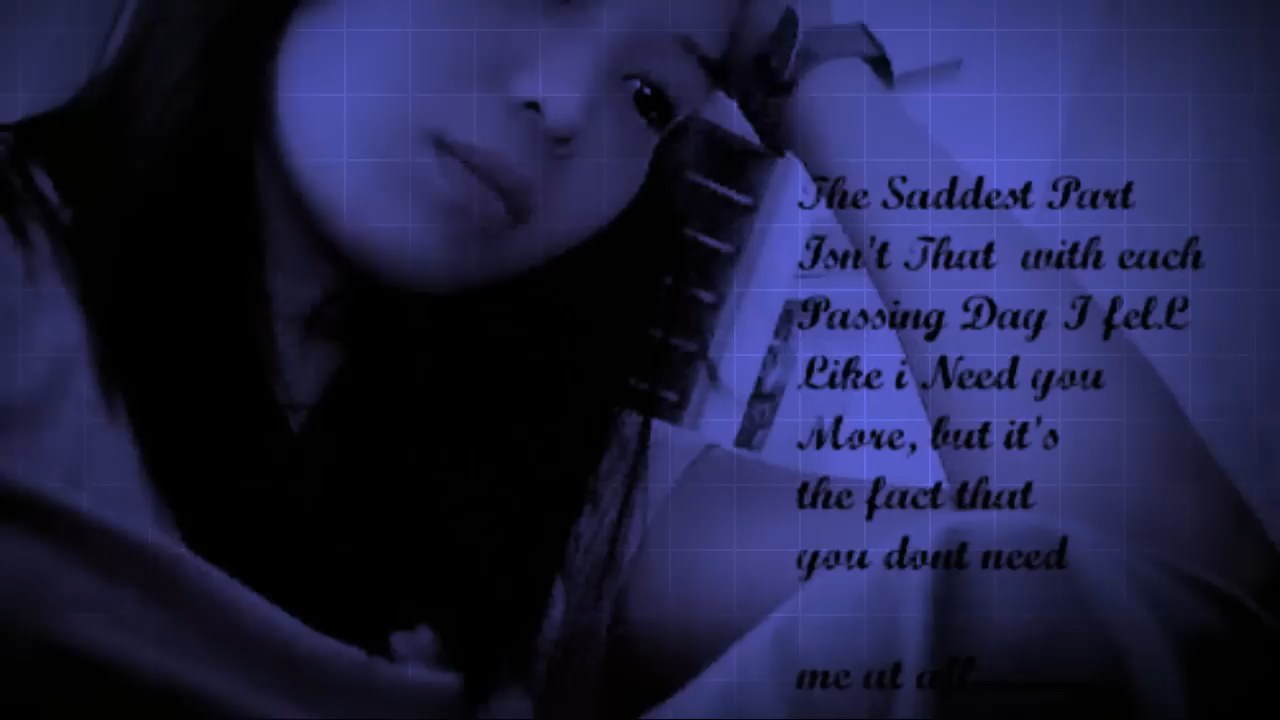 The Saddest Part
Isn't That with each
Passing Day I fel.L
Like i Need you
More, but it's
the fact that
you dont need
me at all